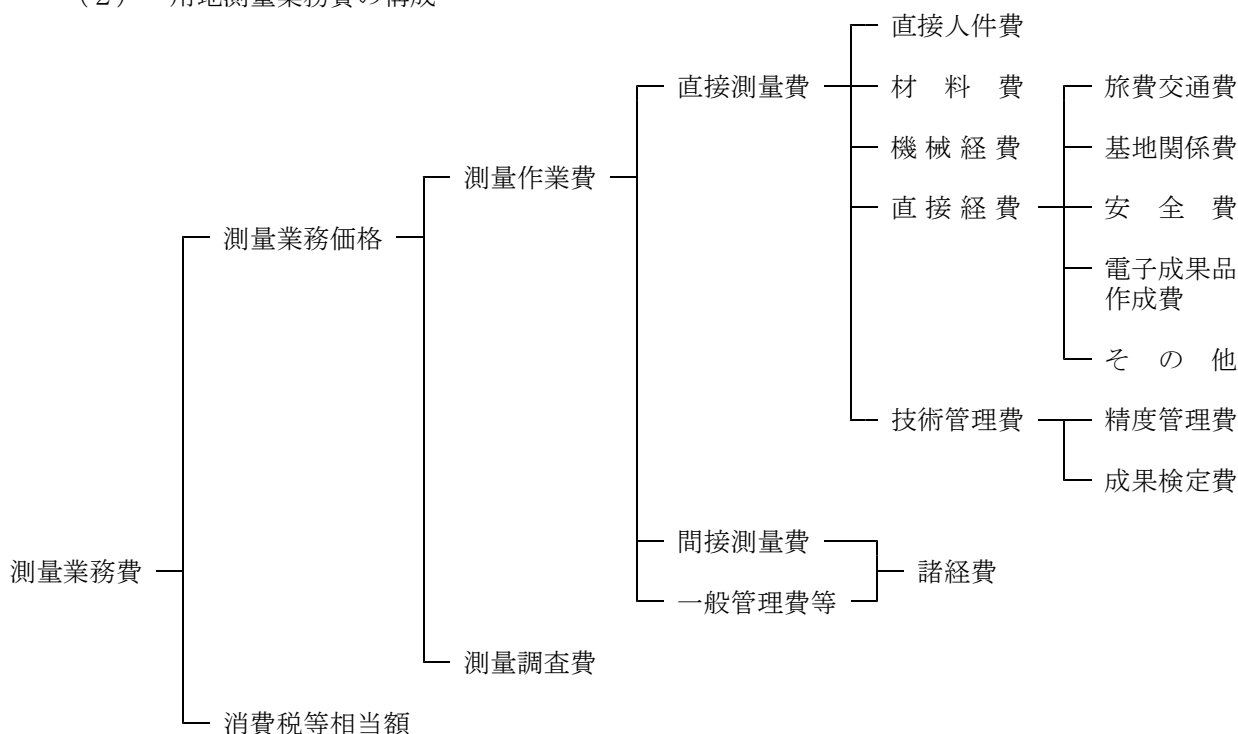 （２） 用地測量業務費の構成
直接人件費
直接測量費
材 料 費
旅費交通費
機 械 経 費
基地関係費
測量作業費
直 接 経 費
安 全 費
測量業務価格
電子成果品
作成費
そ の 他
技術管理費
精度管理費
成果検定費
間接測量費
測量業務費
諸経費
一般管理費等
測量調査費
消費税等相当額